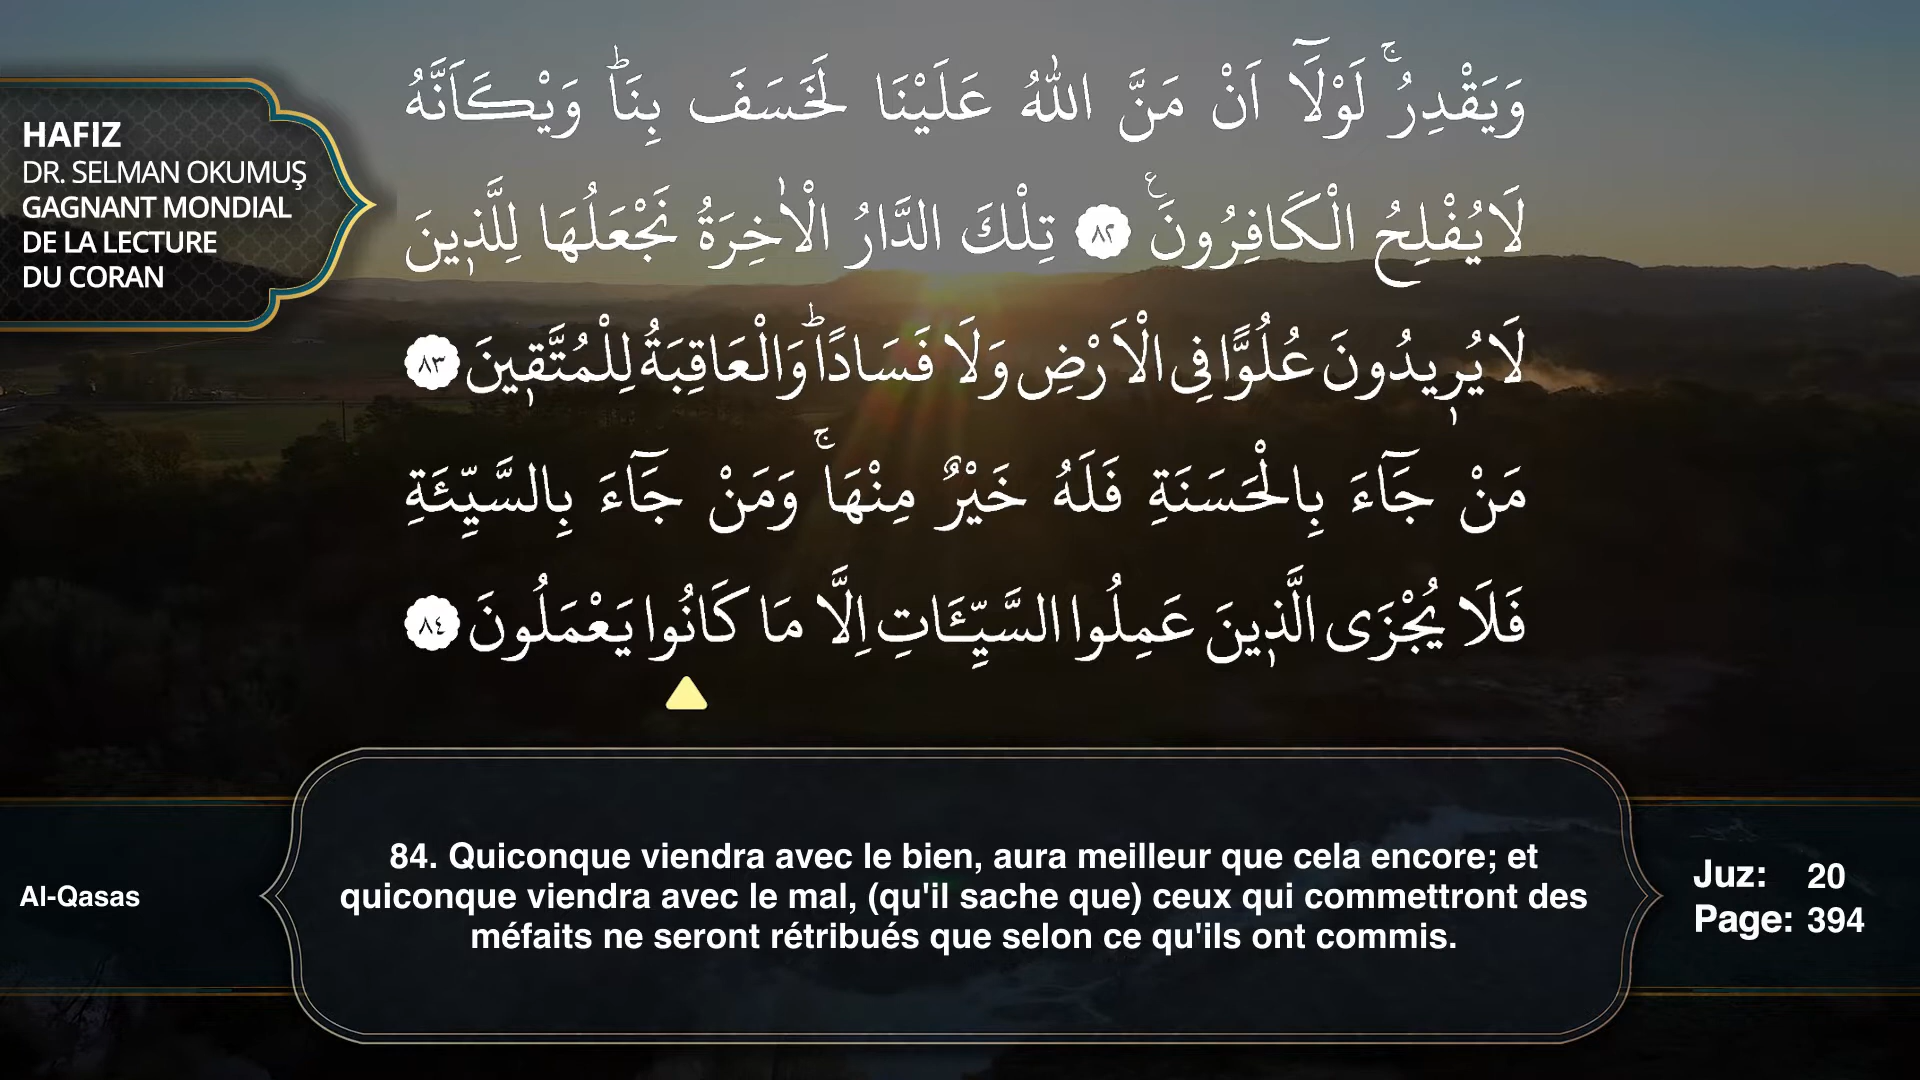 HAFIZ
DR. SELMAN OKUMUŞ
GAGNANT MONDIAL
DE LA LECTURE
DU CORAN
وَيَقْدِرُۚ لَوْلَٓا اَنْ مَنَّ اللّٰهُ عَلَيْنَا لَخَسَفَ بِنَاۜ وَيْكَاَنَّهُ
لَا يُفْلِحُ الْكَافِرُونَ۟ ٨٢ تِلْكَ الدَّارُ الْاٰخِرَةُ نَجْعَلُهَا لِلَّذ۪ينَ
لَا يُر۪يدُونَ عُلُوًّا فِي الْاَرْضِ وَلَا فَسَادًاۜ وَالْعَاقِبَةُ لِلْمُتَّق۪ينَ ٨٣
مَنْ جَٓاءَ بِالْحَسَنَةِ فَلَهُ خَيْرٌ مِنْهَاۚ وَمَنْ جَٓاءَ بِالسَّيِّئَةِ
فَلَا يُجْزَى الَّذ۪ينَ عَمِلُوا السَّيِّـَٔاتِ اِلَّا مَا كَانُوا يَعْمَلُونَ ٨٤
84. Quiconque viendra avec le bien, aura meilleur que cela encore; et
quiconque viendra avec le mal, (qu'il sache que) ceux qui commettront des
méfaits ne seront rétribués que selon ce qu'ils ont commis.
Al-Qasas
Juz: 20
Page: 394